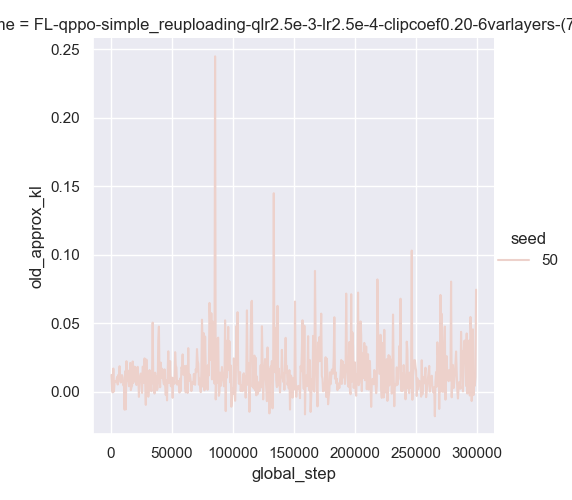 ne = FL-qppo-simple_reuploading-qlr2.5e-3-lr2.5e-4-clipcoef0.20-6varlayers-(7
0.25
0.20
0.15
0.10
0.05
0.00
old_approx_kl
0 50000 100000 150000 200000 250000 300000
global_step
seed
50